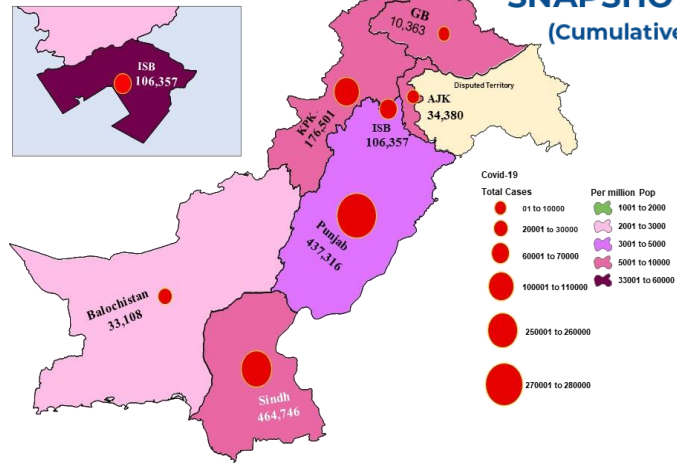 SNAPSHO
(Cumulative
GB
10,363
ISB
106,357
Disputed Territory
AJK
34,380
KPK
176,501
ISB
106,357
Punjab
437,316
Balochistan
33,108
Sindh
464,746
Covid-19
Total Cases
01 to 10000
20001 to 30000
60001 to 70000
100001 to 110000
250001 to 260000
270001 to 280000
Per million Pop
1001 to 2000
2001 to 3000
3001 to 5000
5001 to 10000
33001 to 60000